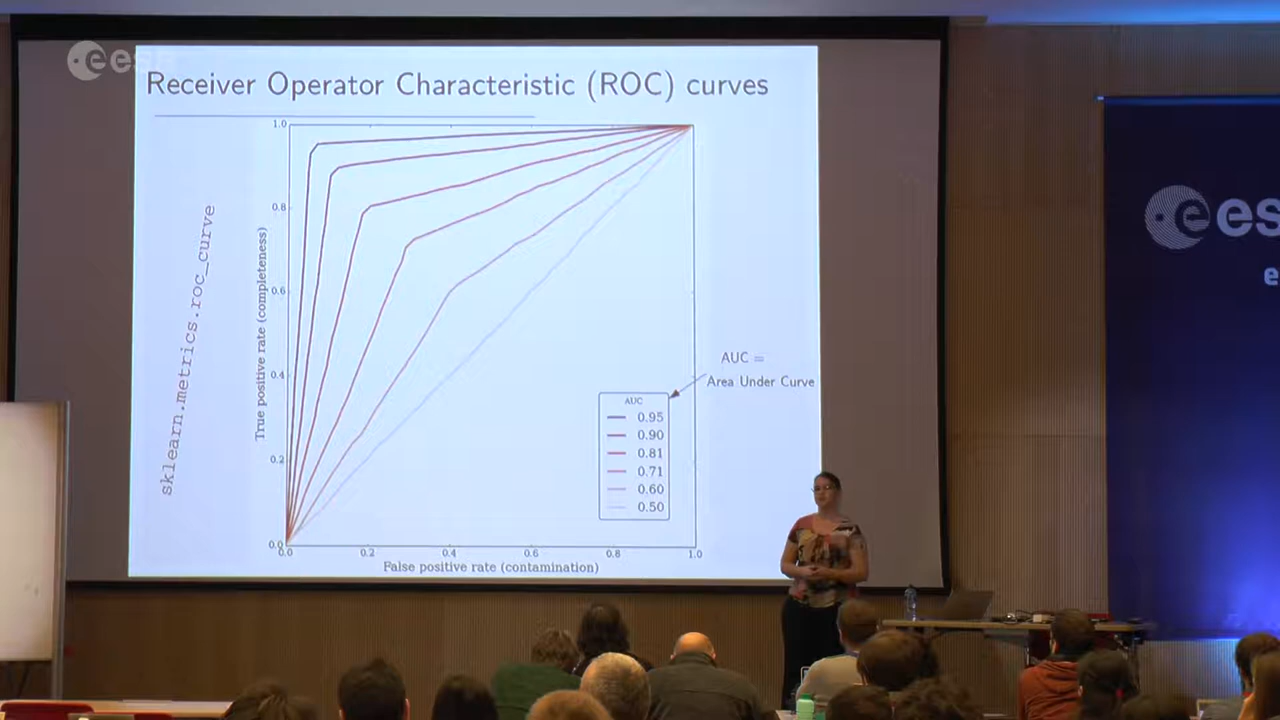 ees
Receiver Operator Characteristic (ROC) curves
sklearn.metrics.roc_curve
True positive rate (completeness)
1.0
0.8
0.6
0.4
0.2
0.0
0.0 0.2 0.4 0.6 0.8 1.0
False positive rate (contamination)
AUC =
Area Under Curve
AUC
0.95
0.90
0.81
0.71
0.60
0.50
ees
e